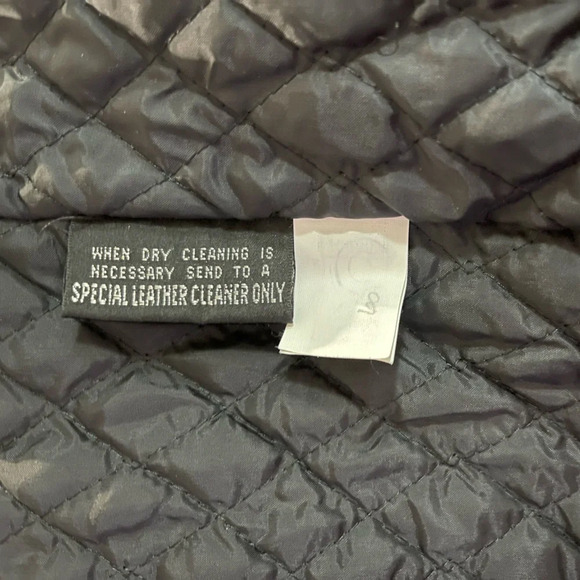 WHEN DRY CLEANING IS
NECESSARY SEND TO A
SPECIAL LEATHER CLEANER ONLY